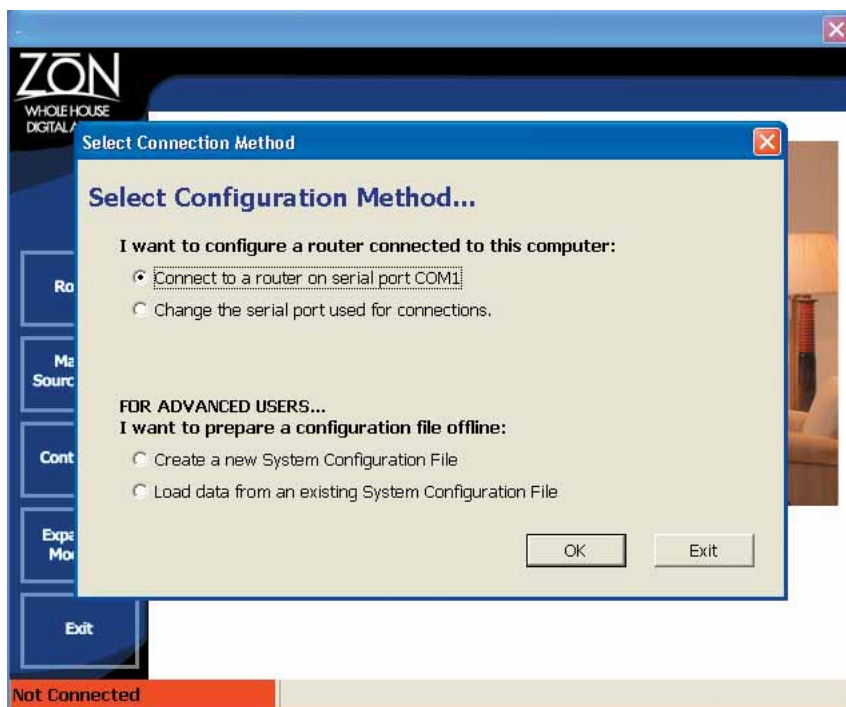 ZŌN
WHOLE HOUSE
DIGITAL
Select Connection Method
Select Configuration Method...
I want to configure a router connected to this computer:
Connect to a router on serial port COM1
Change the serial port used for connections.
FOR ADVANCED USERS...
I want to prepare a configuration file offline:
Create a new System Configuration File
Load data from an existing System Configuration File
OK
Exit
Exit
Not Connected